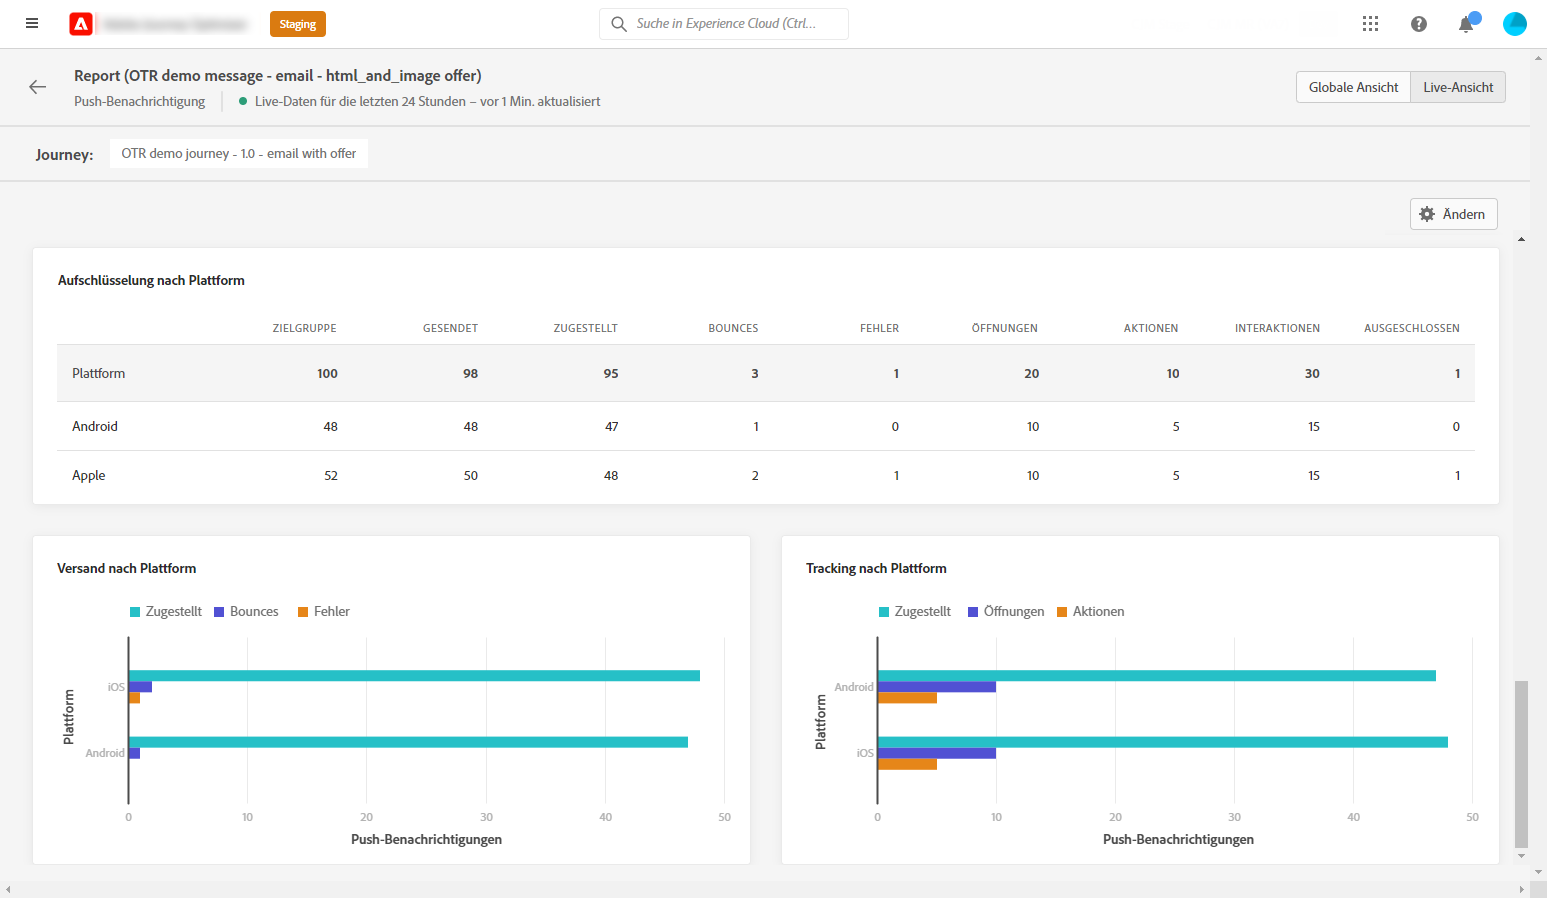 Staging
Suche in Experience Cloud (Ctrl...
Report (OTR demo message - email - html_and_image offer)
Push-Benachrichtigung
Live-Daten für die letzten 24 Stunden – vor 1 Min. aktualisiert
Globale Ansicht
Live-Ansicht
Journey:
OTR demo journey - 1.0 - email with offer
Ändern
Aufschlüsselung nach Plattform
ZIELGRUPPE GESENDET ZUGESTELLT BOUNCES FEHLER ÖFFNUNGEN AKTIONEN INTERAKTIONEN AUSGESCHLOSSEN
Plattform 100 98 95 3 1 20 10 30 1
Android 48 48 47 1 0 10 5 15 0
Apple 52 50 48 2 1 10 5 15 1
Versand nach Plattform
Zugestellt Bounces Fehler
Plattform
iOS
Android
0 10 20 30 40 50
Push-Benachrichtigungen
Tracking nach Plattform
Zugestellt Öffnungen Aktionen
Plattform
Android
iOS
0 10 20 30 40 50
Push-Benachrichtigungen